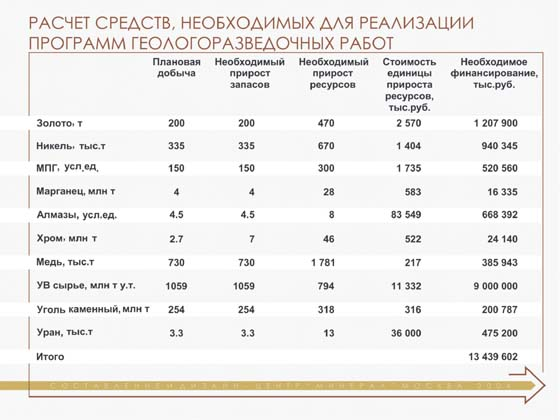 РАСЧЕТ СРЕДСТВ, НЕОБХОДИМЫХ ДЛЯ РЕАЛИЗАЦИИ
ПРОГРАММ ГЕОЛОГОРАЗВЕДОЧНЫХ РАБОТ
Плановая добыча Необходимый прирост запасов Необходимый прирост ресурсов Стоимость единицы прироста ресурсов, тыс.руб. Необходимое финансирование, тыс.руб.
Золото, т 200 200 470 2 570 1 207 900
Никель, тыс.т 335 335 670 1 404 940 345
МПГ, усл.ед. 150 150 300 1 735 520 560
Марганец, млн т 4 4 28 583 16 335
Алмазы, усл.ед. 4.5 4.5 8 83 549 668 392
Хром, млн т 2.7 7 46 522 24 140
Медь, тыс.т 730 730 1 781 217 385 943
УВ сырье, млн т у.т. 1059 1059 794 11 332 9 000 000
Уголь каменный, млн т 254 254 318 316 200 787
Уран, тыс.т 3.3 3.3 13 36 000 475 200
Итого 13 439 602
СОСТАВЛЕНИЕ И ДИЗАЙН ЦЕНТР "МИНЕРАЛ" МОСКВА 2004